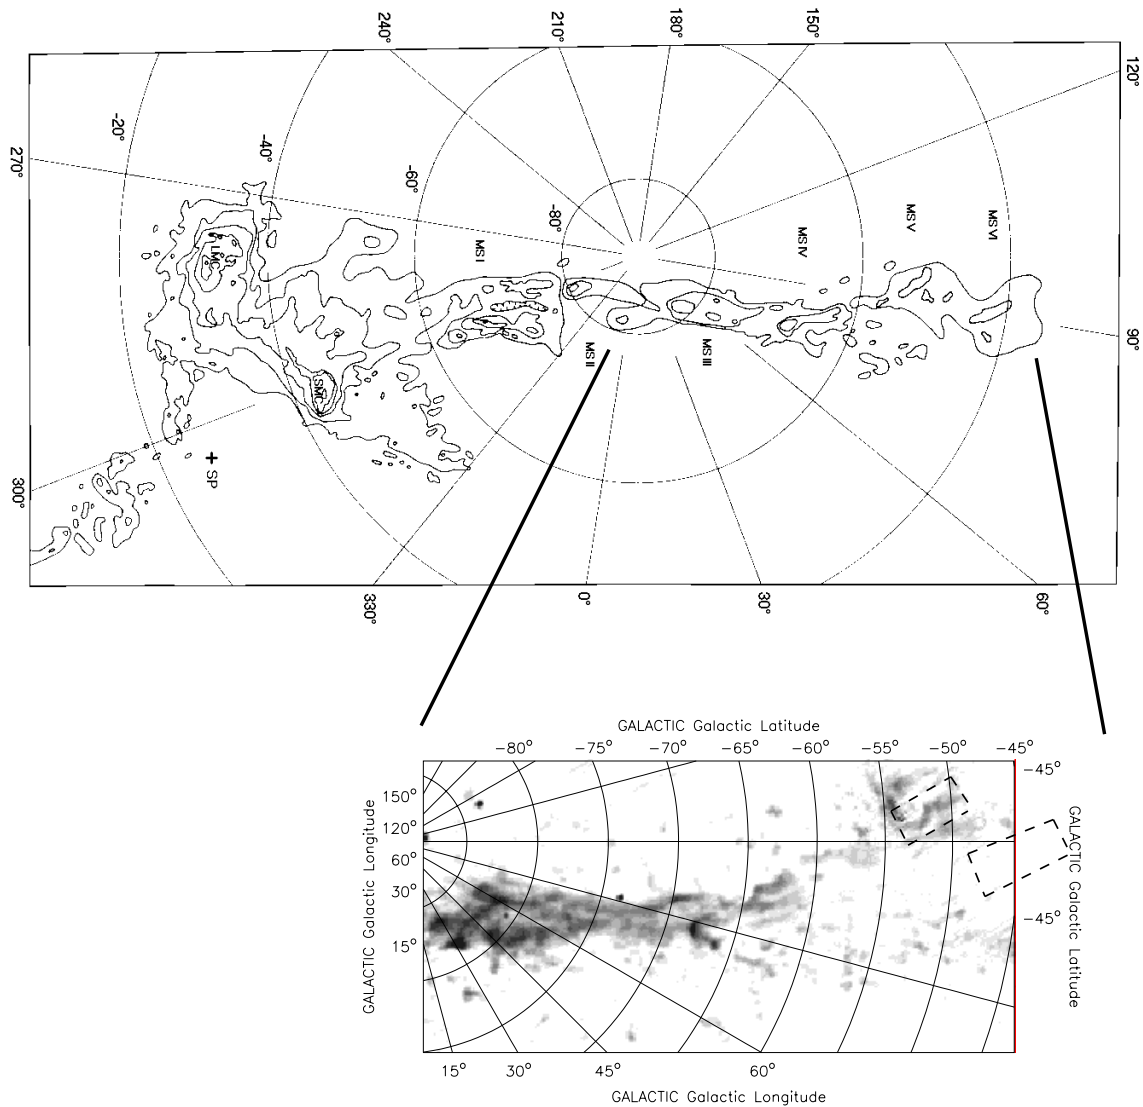 240°
210°
180°
150°
120°
-20°
-40°
270°
-60°
-80°
MS I
MS IV
MS V
MS VI
LMC
90°
MS II
MS III
SMC
SP
300°
330°
0°
30°
60°
GALACTIC Galactic Latitude
-80° -75° -70° -65° -60° -55° -50° -45°
-45°
150°
120°
60°
30°
15°
GALACTIC Galactic Longitude
GALACTIC Galactic Latitude
-45°
15° 30° 45° 60°
GALACTIC Galactic Longitude